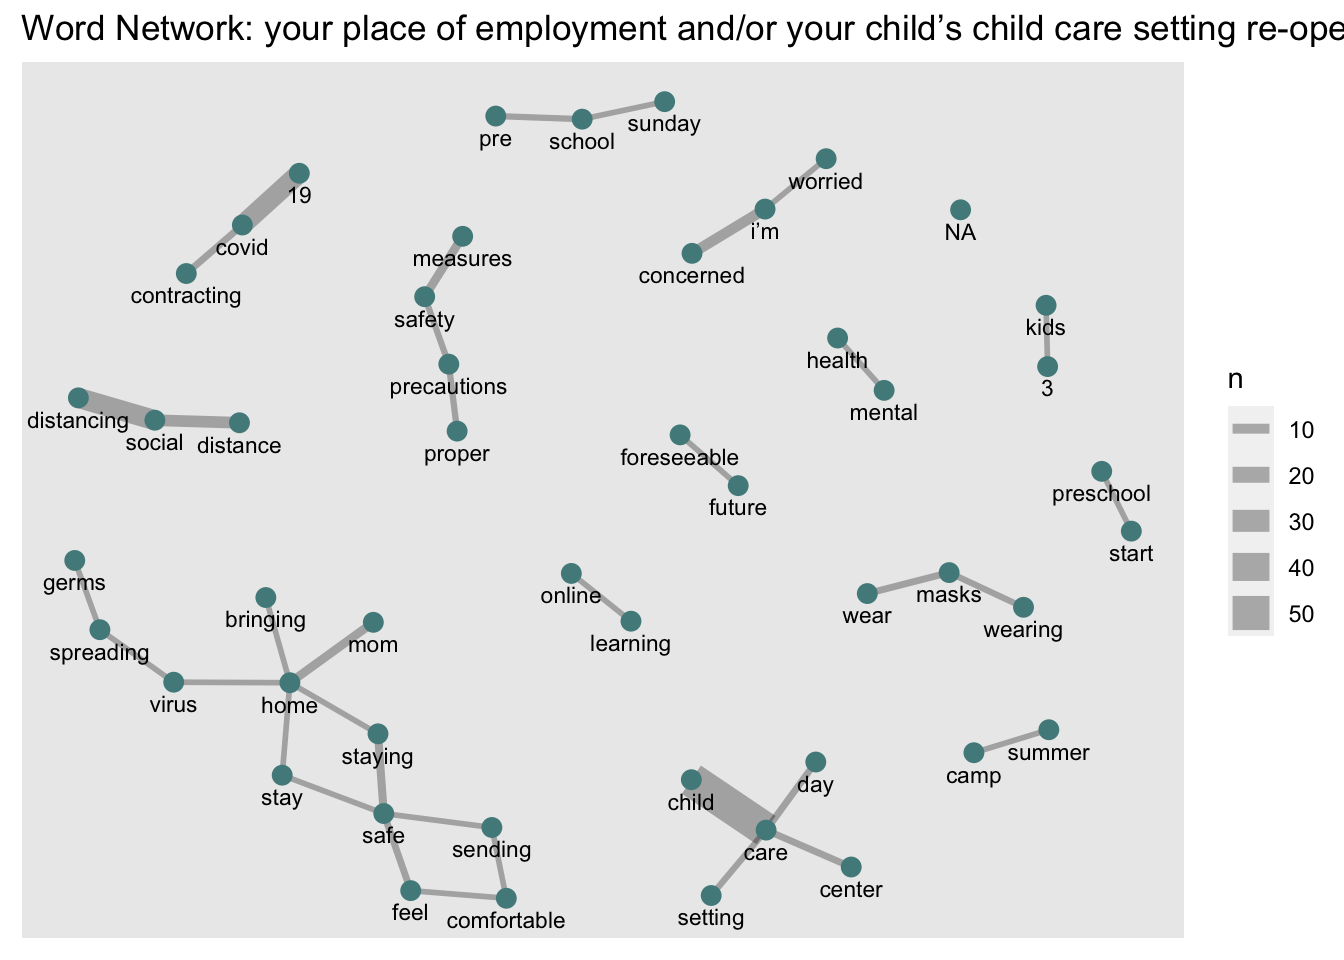 Word Network: your place of employment and/or your child’s child care setting re-ope
pre
school
sunday
19
covid
contracting
worried
i’m
concerned
NA
measures
safety
precautions
proper
kids
3
health
mental
distancing
social
distance
foreseeable
future
preschool
start
n
10
20
30
40
50
germs
spreading
virus
bringing
mom
home
online
learning
wear
masks
wearing
staying
stay
safe
sending
feel
comfortable
child
day
care
center
setting
camp
summer